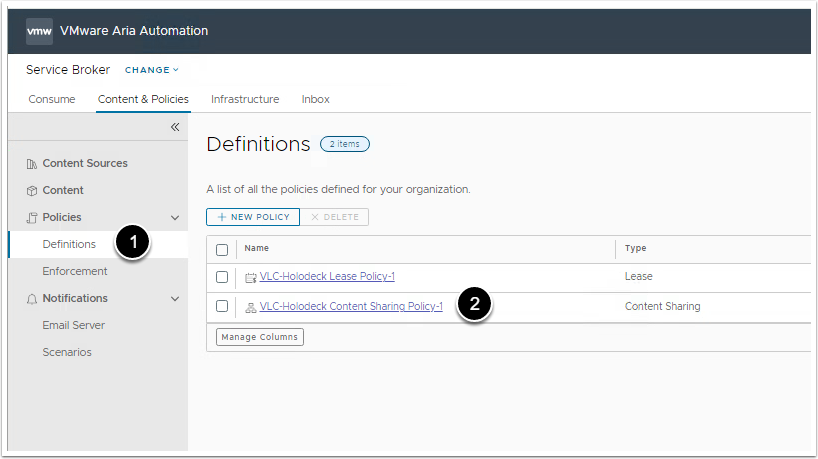 vmw VMware Aria Automation
Service Broker CHANGE
Consume Content & Policies Infrastructure Inbox
Content Sources
Content
Policies
Definitions 1
Enforcement
Notifications
Email Server
Scenarios
Definitions 2 items
A list of all the policies defined for your organization.
+ NEW POLICY × DELETE
Name Type
VLC-Holodeck Lease Policy-1 Lease
VLC-Holodeck Content Sharing Policy-1 2 Content Sharing
Manage Columns